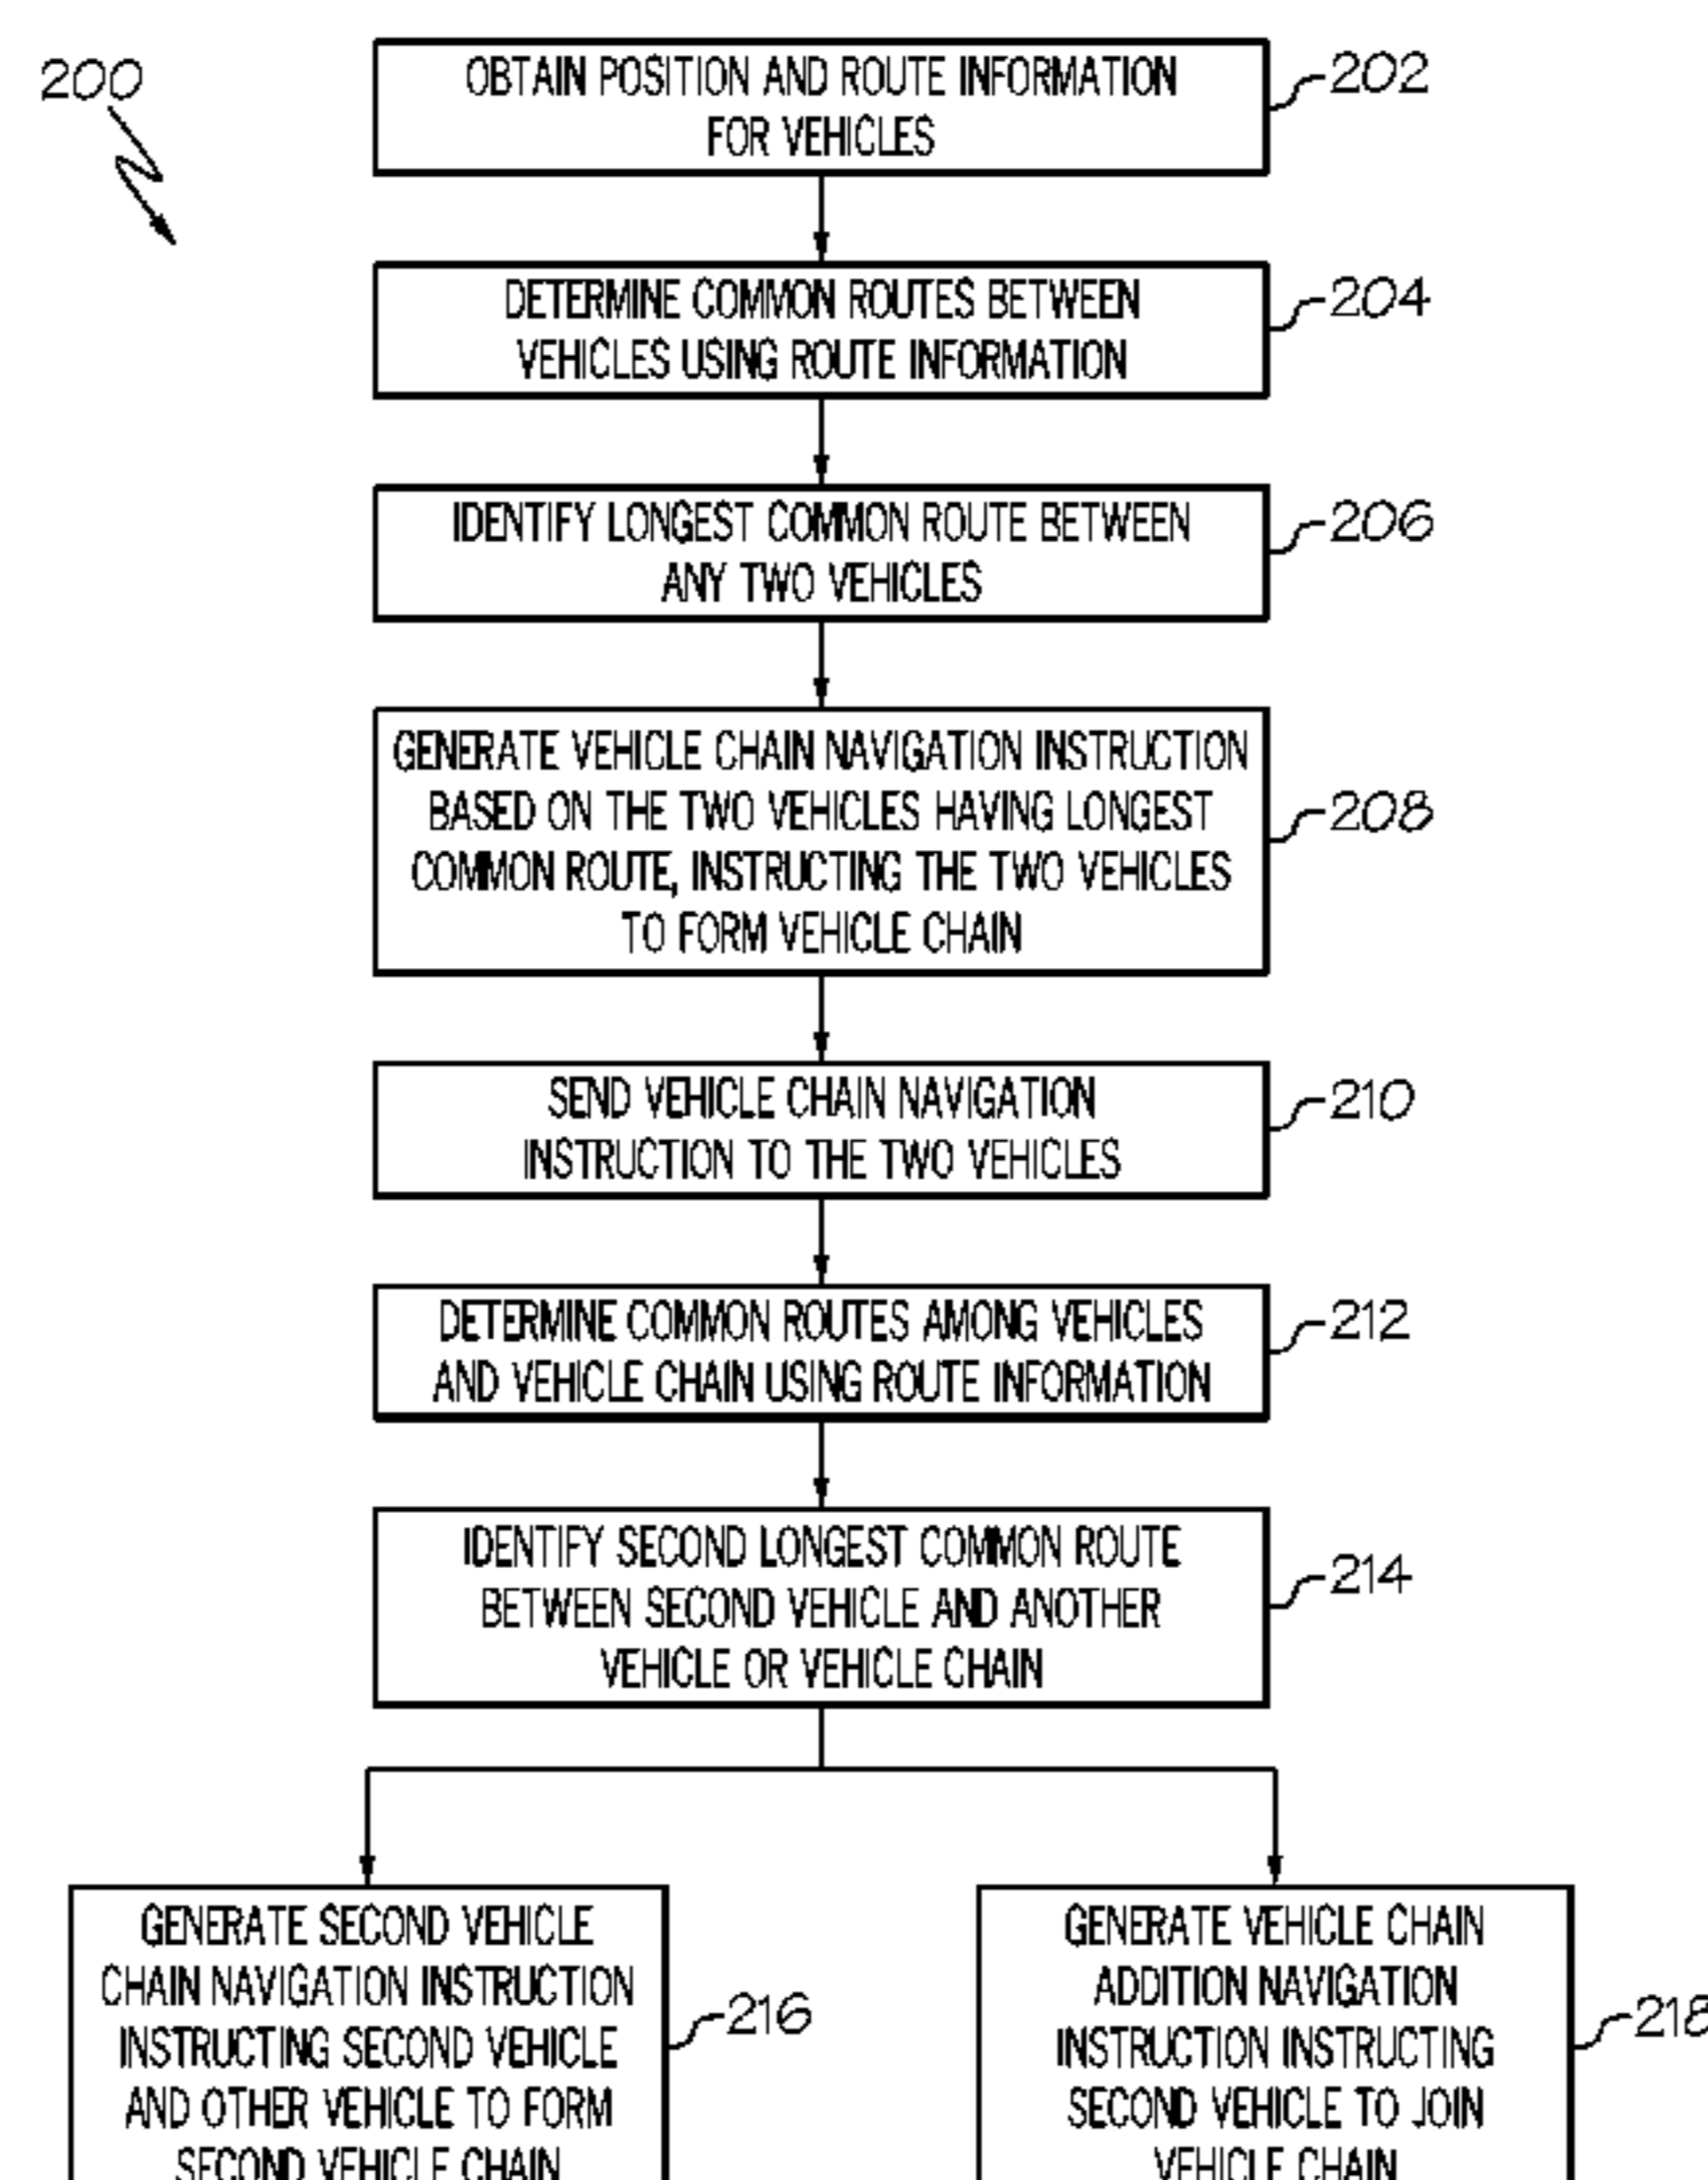 200
OBTAIN POSITION AND ROUTE INFORMATION
FOR VEHICLES
202
DETERMINE COMMON ROUTES BETWEEN
VEHICLES USING ROUTE INFORMATION
204
IDENTIFY LONGEST COMMON ROUTE BETWEEN
ANY TWO VEHICLES
206
GENERATE VEHICLE CHAIN NAVIGATION INSTRUCTION
BASED ON THE TWO VEHICLES HAVING LONGEST
COMMON ROUTE, INSTRUCTING THE TWO VEHICLES
TO FORM VEHICLE CHAIN
208
SEND VEHICLE CHAIN NAVIGATION
INSTRUCTION TO THE TWO VEHICLES
210
DETERMINE COMMON ROUTES AMONG VEHICLES
AND VEHICLE CHAIN USING ROUTE INFORMATION
212
IDENTIFY SECOND LONGEST COMMON ROUTE
BETWEEN SECOND VEHICLE AND ANOTHER
VEHICLE OR VEHICLE CHAIN
214
GENERATE SECOND VEHICLE
CHAIN NAVIGATION INSTRUCTION
INSTRUCTING SECOND VEHICLE
AND OTHER VEHICLE TO FORM
SECOND VEHICLE CHAIN
216
GENERATE VEHICLE CHAIN
ADDITION NAVIGATION
INSTRUCTION INSTRUCTING
SECOND VEHICLE TO JOIN
VEHICLE CHAIN
218